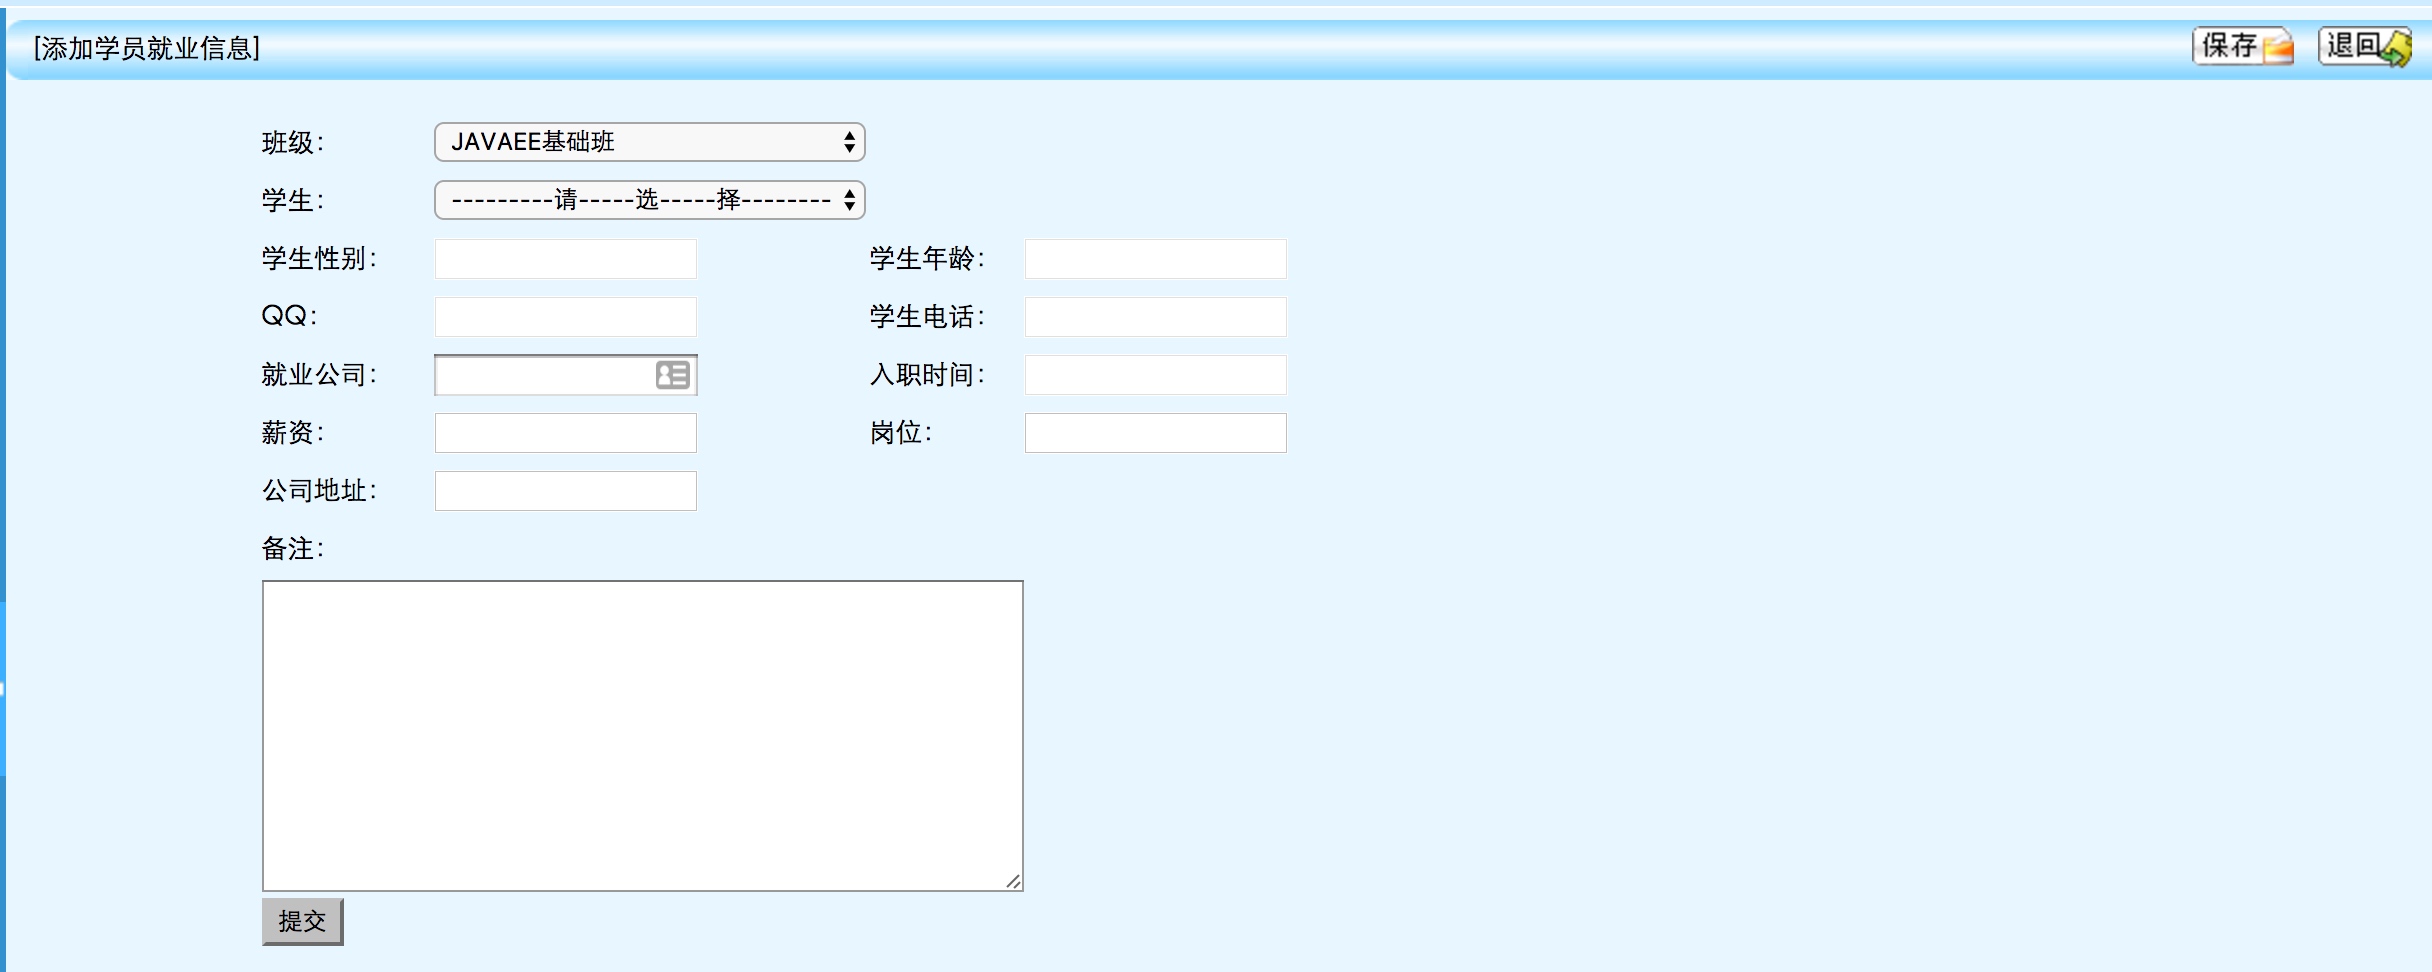 [添加学员就业信息] 保存 退回
班级: JAVAEE基础班
学生: ---------请-----选-----择--------
学生性别: 学生年龄:
QQ: 学生电话:
就业公司: 入职时间:
薪资: 岗位:
公司地址:
备注:
提交